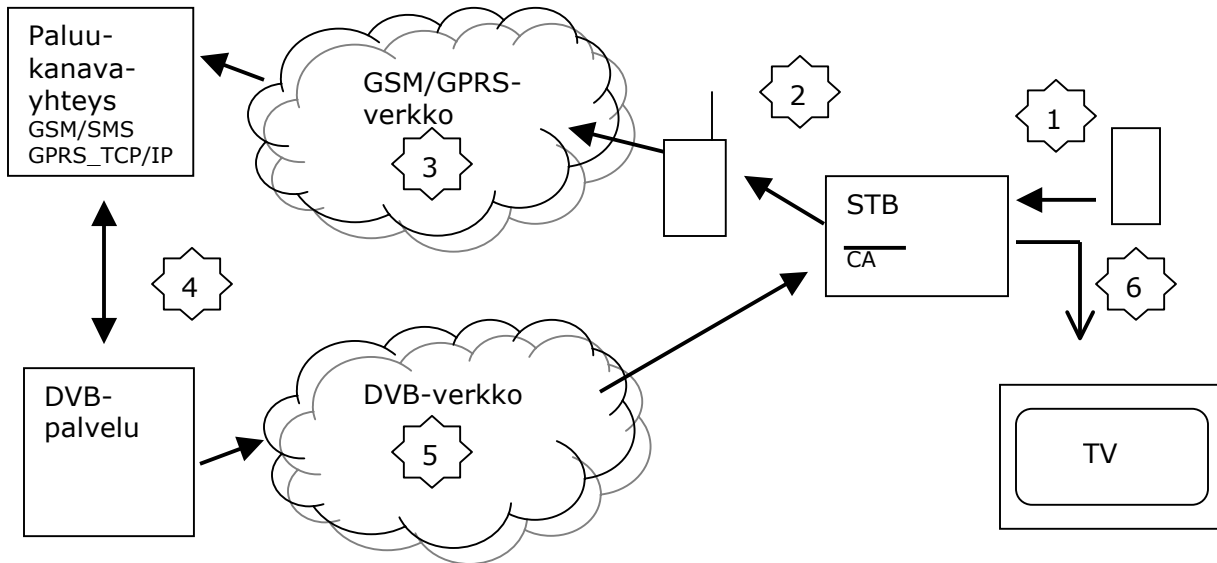 Paluu-
kanava-
yhteys
GSM/SMS
GPRS_TCP/IP
GSM/GPRS-
verkko
3
2
1
STB
CA
4
6
DVB-
palvelu
DVB-verkko
5
TV